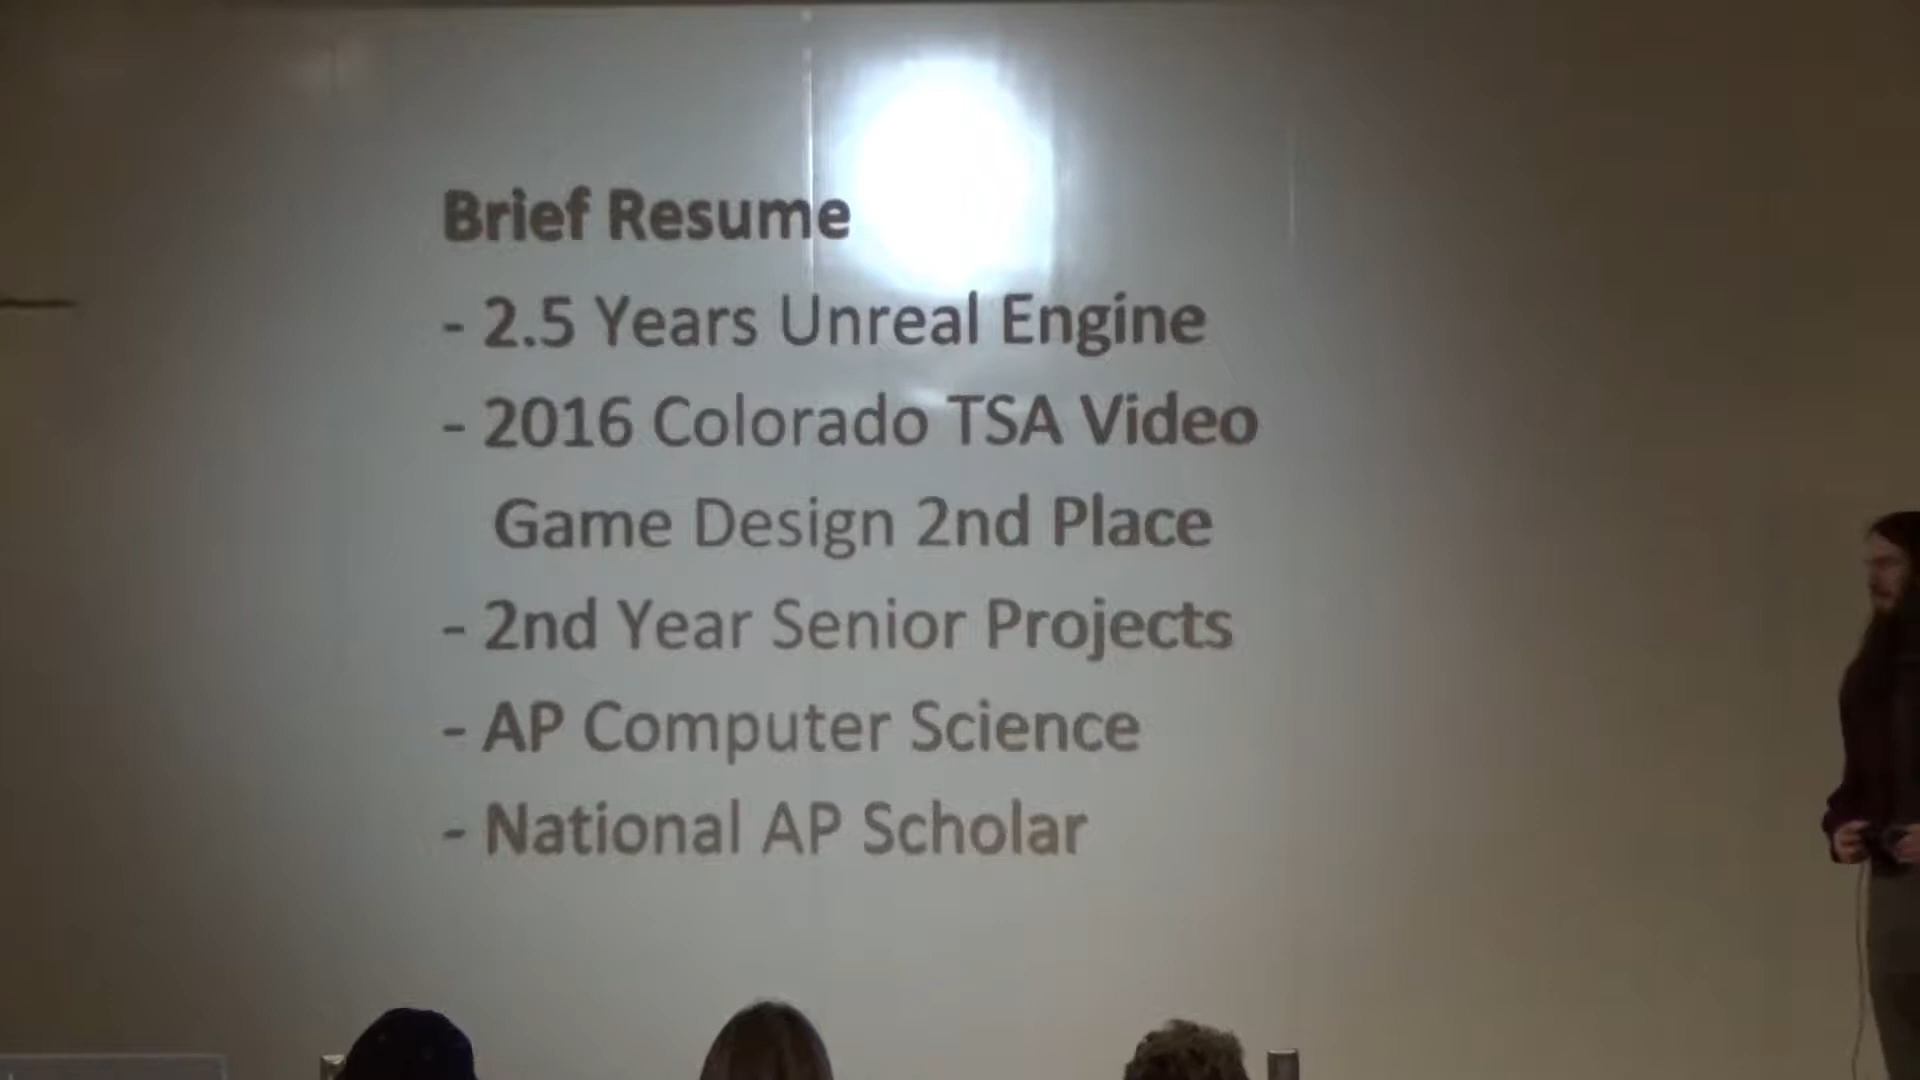 Brief Resume
- 2.5 Years Unreal Engine
- 2016 Colorado TSA Video
Game Design 2nd Place
- 2nd Year Senior Projects
- AP Computer Science
- National AP Scholar